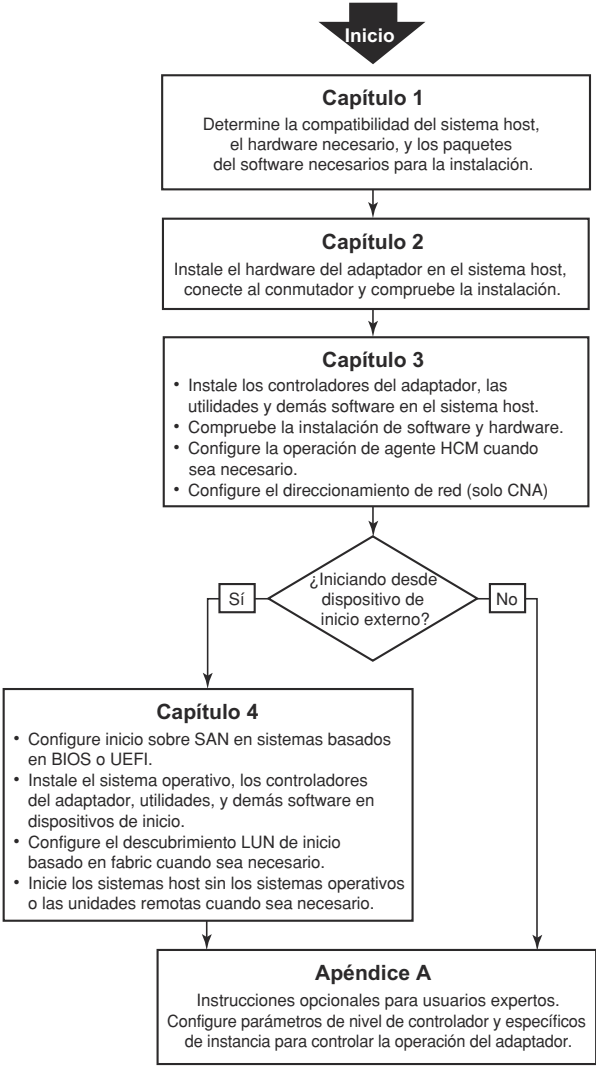 Inicio
Capítulo 1
Determine la compatibilidad del sistema host,
el hardware necesario, y los paquetes
del software necesarios para la instalación.
Capítulo 2
Instale el hardware del adaptador en el sistema host,
conecte al conmutador y compruebe la instalación.
Capítulo 3
• Instale los controladores del adaptador, las
utilidades y demás software en el sistema host.
• Compruebe la instalación de software y hardware.
• Configure la operación de agente HCM cuando
sea necesario.
• Configure el direccionamiento de red (solo CNA)
¿Iniciando desde
dispositivo de
inicio externo?
Sí
No
Capítulo 4
• Configure inicio sobre SAN en sistemas basados
en BIOS o UEFI.
• Instale el sistema operativo, los controladores
del adaptador, utilidades, y demás software en
dispositivos de inicio.
• Configure el descubrimiento LUN de inicio
basado en fabric cuando sea necesario.
• Inicie los sistemas host sin los sistemas operativos
o las unidades remotas cuando sea necesario.
Apéndice A
Instrucciones opcionales para usuarios expertos.
Configure parámetros de nivel de controlador y específicos
de instancia para controlar la operación del adaptador.